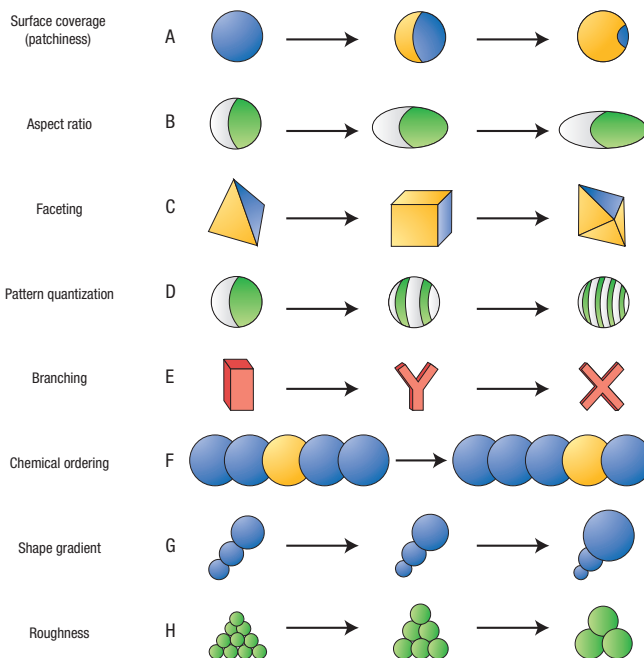 Surface coverage
(patchiness)
A
Aspect ratio
B
Faceting
C
Pattern quantization
D
Branching
E
Chemical ordering
F
Shape gradient
G
Roughness
H